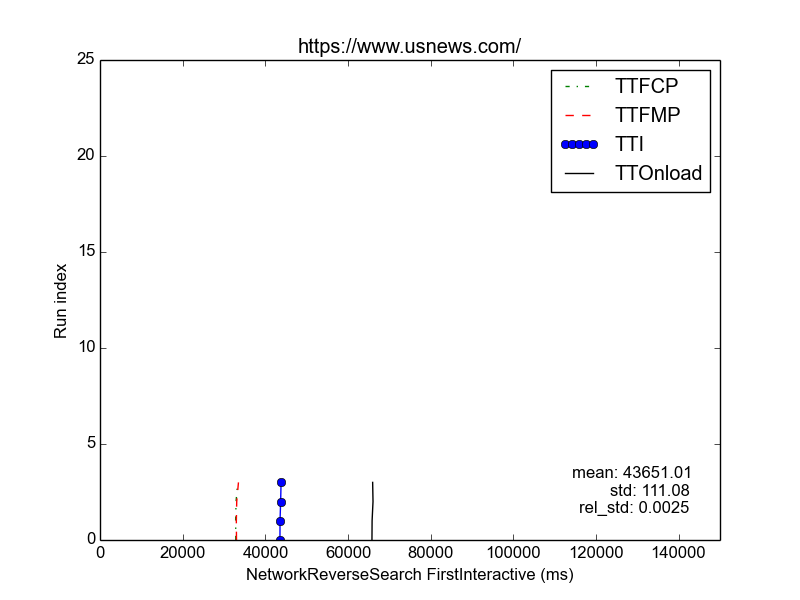 https://www.usnews.com/
25
20
15
10
5
0
Run index
TTFCP
TTFMP
TTI
TTOnload
mean: 43651.01
std: 111.08
rel_std: 0.0025
0 20000 40000 60000 80000 100000 120000 140000
NetworkReverseSearch FirstInteractive (ms)